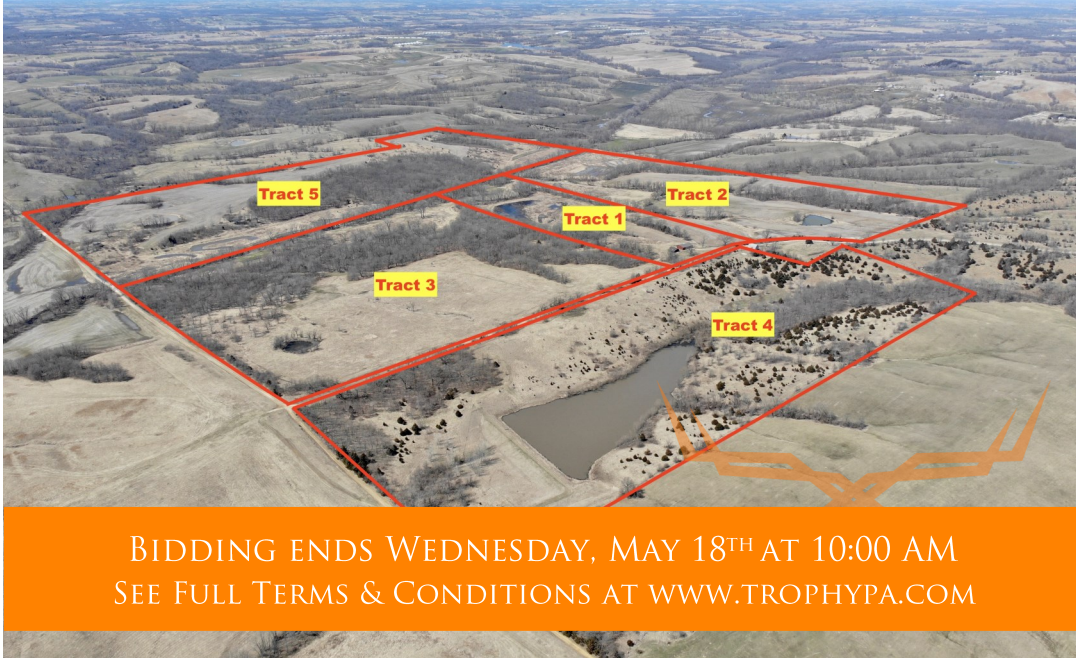 Tract 5
Tract 2
Tract 1
Tract 3
Tract 4
Bidding ends Wednesday, May 18th at 10:00 AM
See Full Terms & Conditions at www.trophypa.com